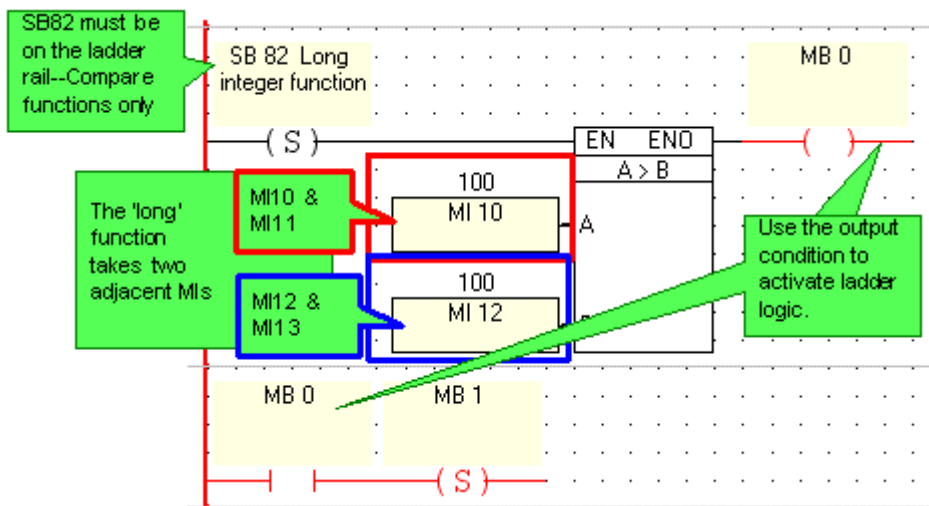 SB82 must be
on the ladder
rail--Compare
functions only
SB 82 Long
integer function
MB 0
( S )
( )
EN ENO
A > B
The 'long'
function
takes two
adjacent MIs
MI10 &
MI11
100
MI 10
A
MI12 &
MI13
100
MI 12
Use the output
condition to
activate ladder
logic.
MB 0
MB 1
( S )